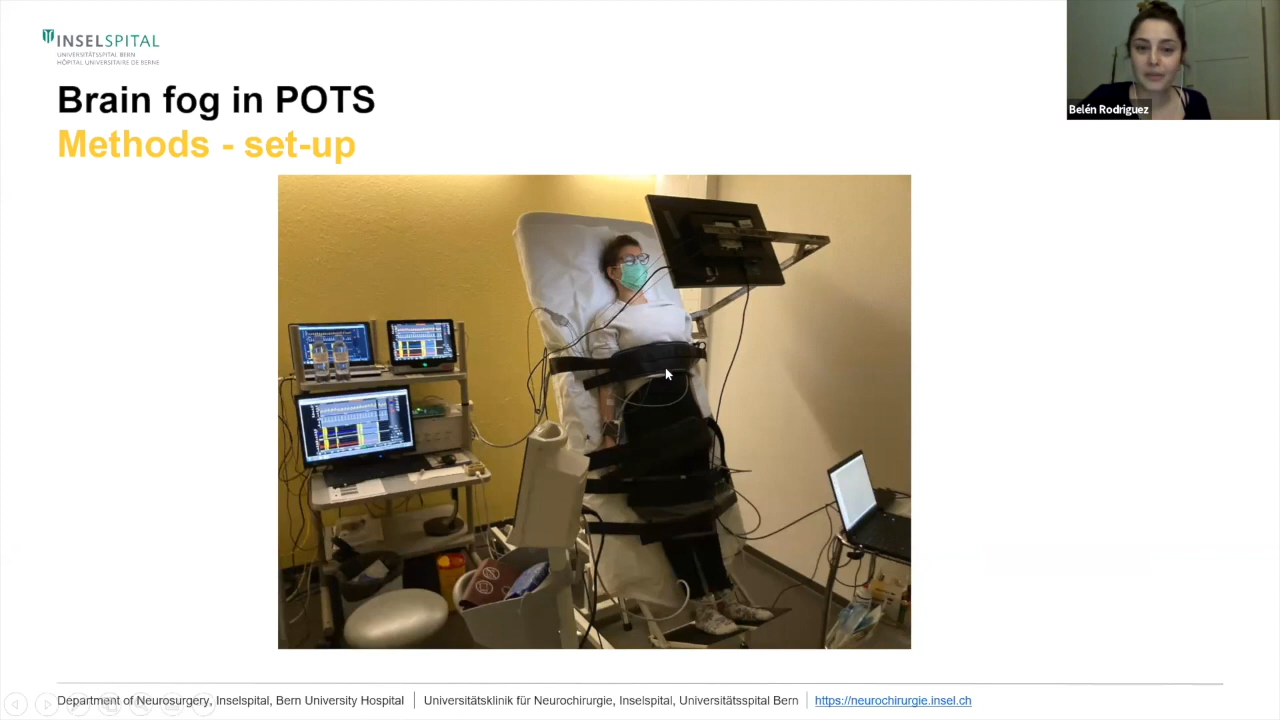 INSELSPITAL
UNIVERSITÄTSSPITAL BERN
HÔPITAL UNIVERSITAIRE DE BERNE
Belén Rodriguez
Brain fog in POTS
Methods - set-up
Department of Neurosurgery, Inselspital, Bern University Hospital | Universitätsklinik für Neurochirurgie, Inselspital, Universitätsspital Bern | https://neurochirurgie.insel.ch